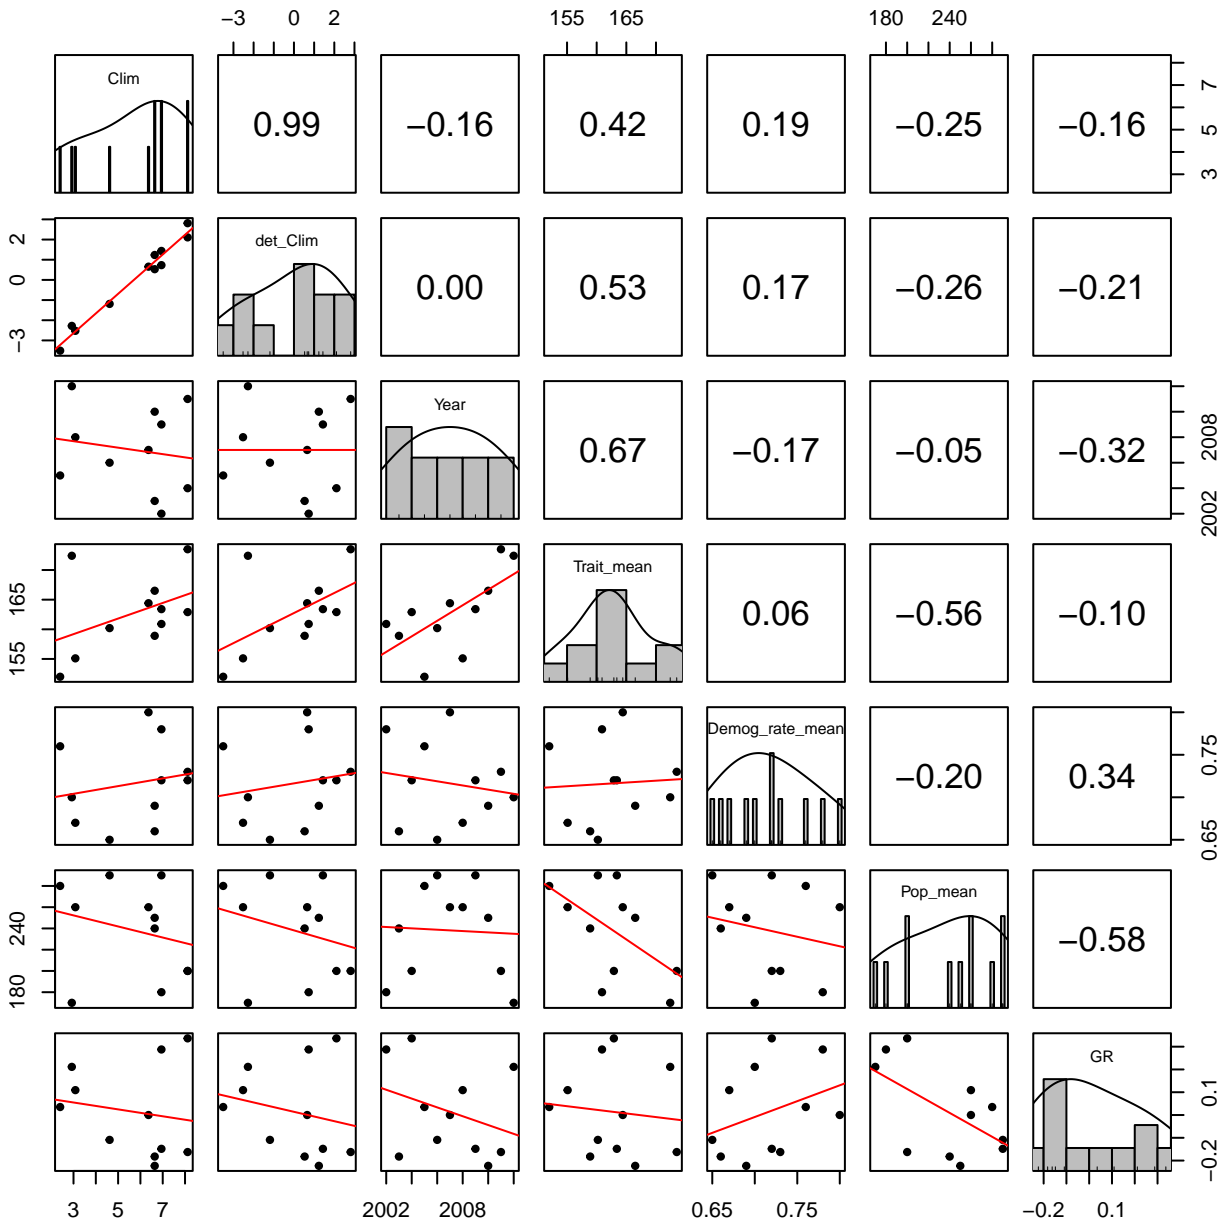 −3 0 2 155 165 180 240
Clim 0.99 −0.16 0.42 0.19 −0.25 −0.16 3 5 7
−3 0 2 det_Clim 0.00 0.53 0.17 −0.26 −0.21
Year 0.67 −0.17 −0.05 −0.32 2002 2008
155 165 Trait_mean 0.06 −0.56 −0.10
Demog_rate_mean −0.20 0.34 0.65 0.75
180 240 Pop_mean −0.58
GR −0.2 0.1
3 5 7 2002 2008 0.65 0.75 −0.2 0.1